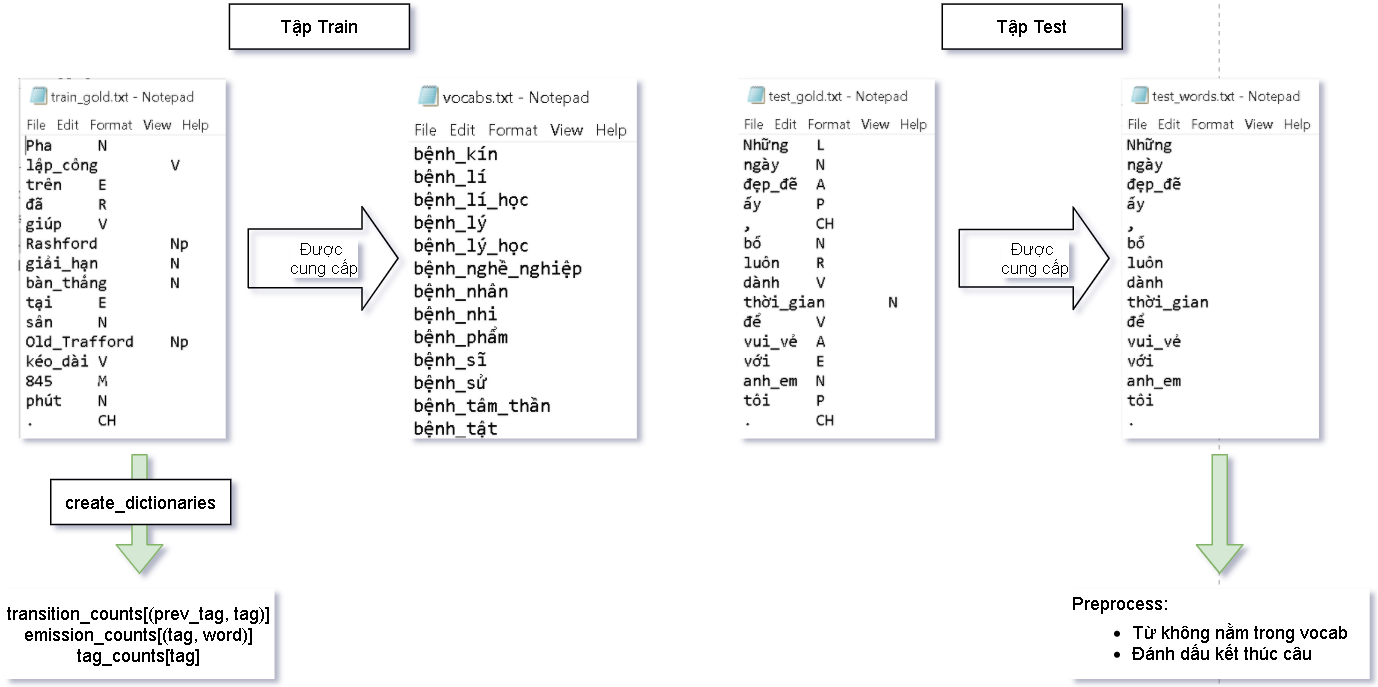 Tập Train
Tập Test
train_gold.txt - Notepad
File Edit Format View Help
Pha N
lập_công V
trên E
đã R
giúp V
Rashford Np
giải_hạn N
bàn_thắng N
tại E
sân N
Old_Trafford Np
kéo_dài V
845 M
phút N
. CH
Được
cung cấp
vocabs.txt - Notepad
File Edit Format View Help
bệnh_kín
bệnh_lí
bệnh_lí_học
bệnh_lý
bệnh_lý_học
bệnh_nghề_nghiệp
bệnh_nhân
bệnh_nhi
bệnh_phẩm
bệnh_sĩ
bệnh_sử
bệnh_tâm_thần
bệnh_tật
test_gold.txt - Notepad
File Edit Format View Help
Những L
ngày N
đẹp_đẽ A
ấy P
, CH
bố N
luôn R
dành V
thời_gian N
để V
vui_vẻ A
với E
anh_em N
tôi P
. CH
Được
cung cấp
test_words.txt - Notepad
File Edit Format View Help
Những
ngày
đẹp_đẽ
ấy
,
bố
luôn
dành
thời_gian
để
vui_vẻ
với
anh_em
tôi
.
create_dictionaries
transition_counts[(prev_tag, tag)]
emission_counts[(tag, word)]
tag_counts[tag]
Preprocess:
• Từ không nằm trong vocab
• Đánh dấu kết thúc câu